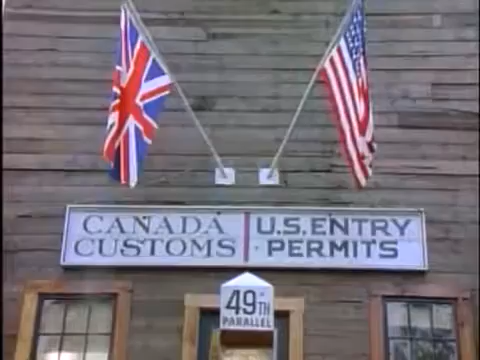 CANADA
CUSTOMS
U.S. ENTRY
PERMITS
49TH
PARALLEL